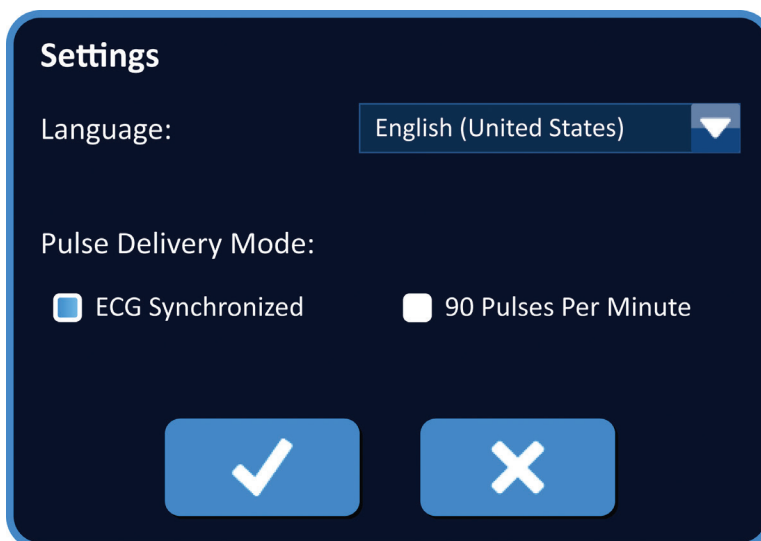 Settings
Language: English (United States)
Pulse Delivery Mode:
ECG Synchronized 90 Pulses Per Minute